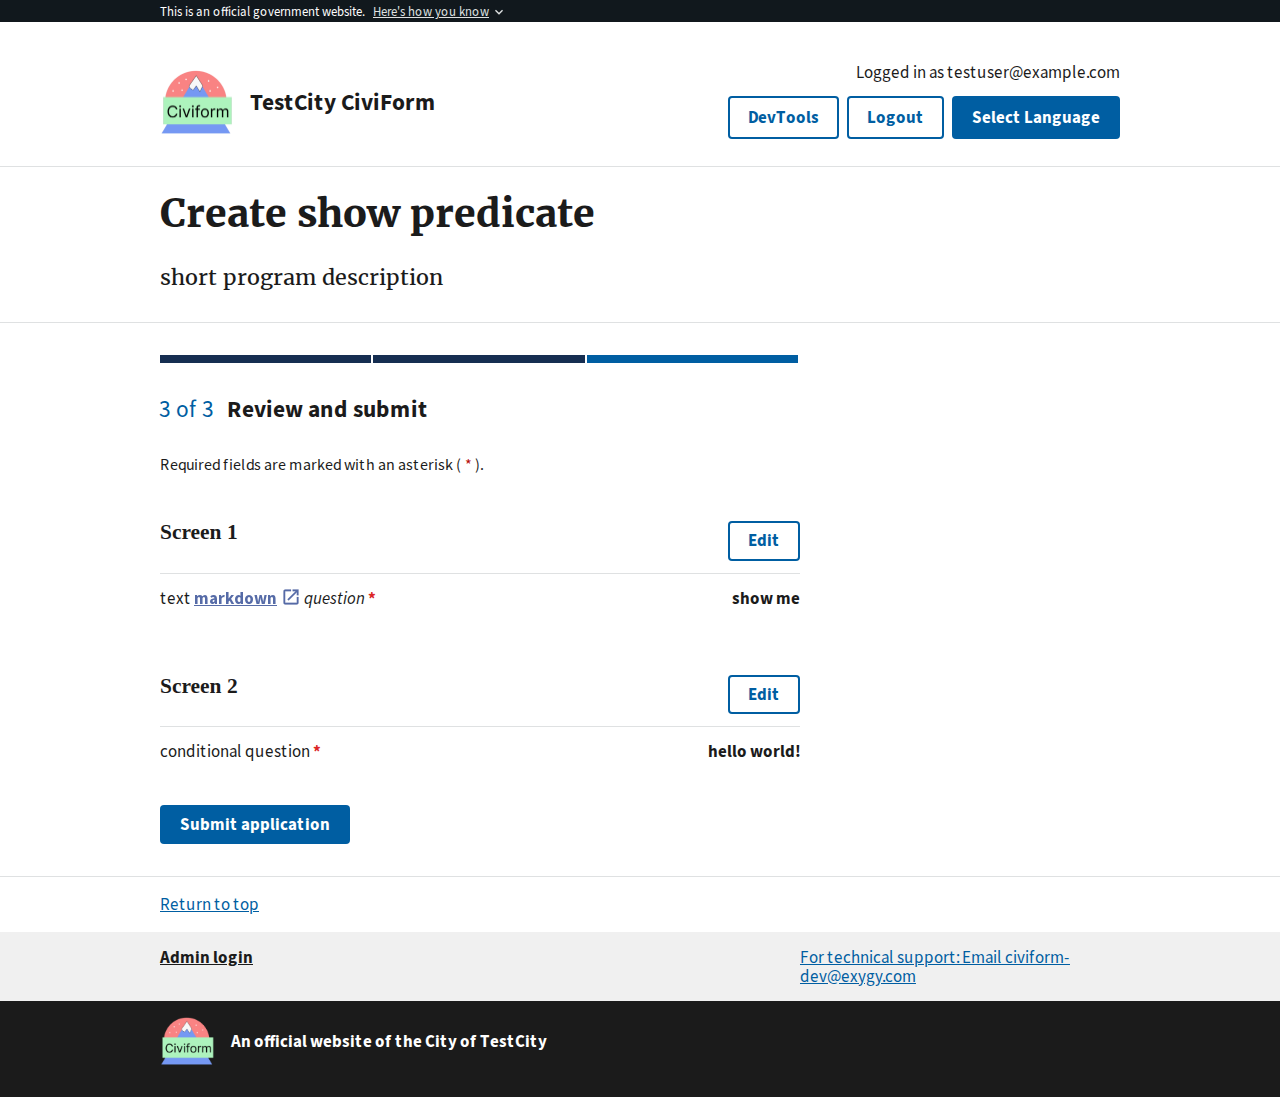 This is an official government website. Here's how you know
Logged in as testuser@example.com
Civiform
TestCity CiviForm
DevTools
Logout
Select Language
Create show predicate
short program description
3 of 3 Review and submit
Required fields are marked with an asterisk ( * ).
Screen 1
Edit
text markdown question *
show me
Screen 2
Edit
conditional question *
hello world!
Submit application
Return to top
Admin login
For technical support: Email civiform-
dev@exygy.com
Civiform
An official website of the City of TestCity